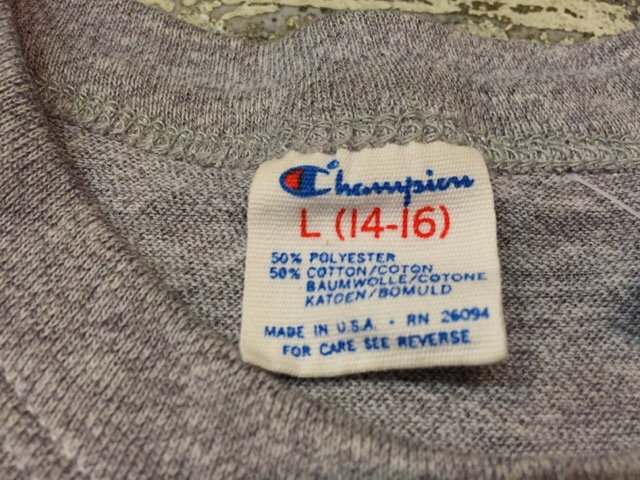 Champion
L (14-16)
50% POLYESTER
50% COTTON/COTON
BAUMWOLLE/COTONE
KATOEN/BOMULD
MADE IN U.S.A. · RN 26094
FOR CARE SEE REVERSE